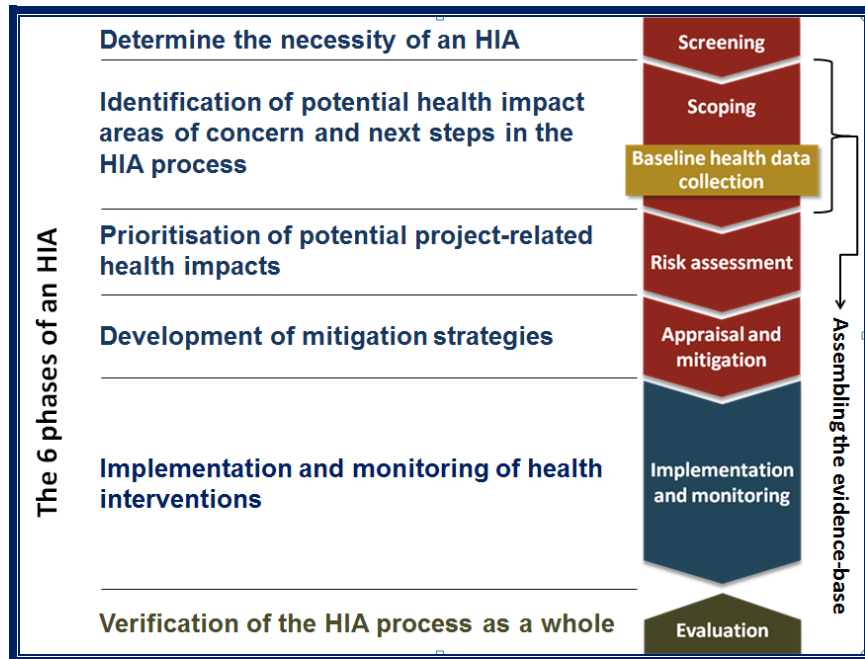 Determine the necessity of an HIA
Screening
Identification of potential health impact
areas of concern and next steps in the
HIA process
Scoping
Baseline health data
collection
Prioritisation of potential project-related
health impacts
Risk assessment
Development of mitigation strategies
Appraisal and
mitigation
Implementation and monitoring of health
interventions
Implementation
and monitoring
Verification of the HIA process as a whole
Evaluation
The 6 phases of an HIA
Assembling the evidence-base